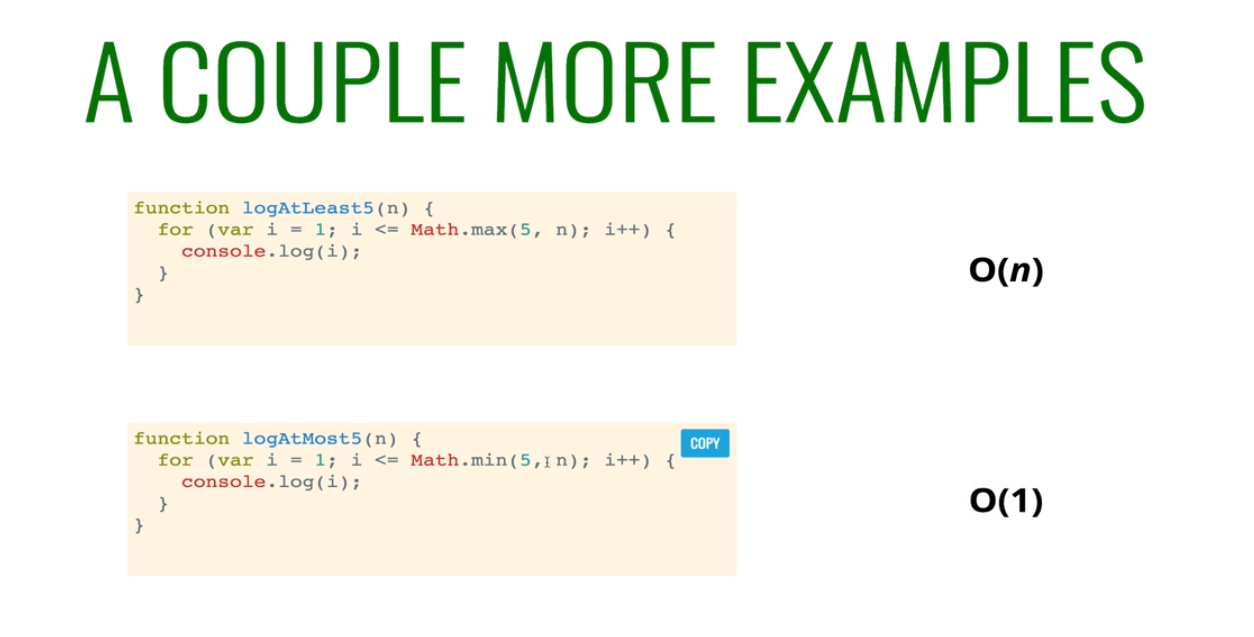 A COUPLE MORE EXAMPLES
function logAtLeast5(n) {
  for (var i = 1; i <= Math.max(5, n); i++) {
    console.log(i);
  }
}
O(n)
function logAtMost5(n) {
COPY
  for (var i = 1; i <= Math.min(5, n); i++) {
    console.log(i);
  }
}
O(1)